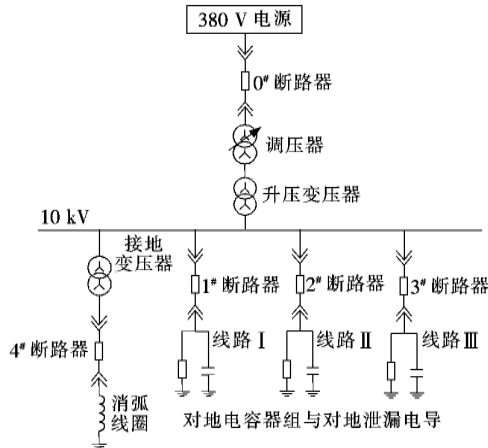 380 V 电源
0# 断路器
调压器
升压变压器
10 kV
接地
变压器
1# 断路器
2# 断路器
3# 断路器
4# 断路器
线路 I
线路 II
线路 III
消弧
线圈
对地电容器组与对地泄漏电导